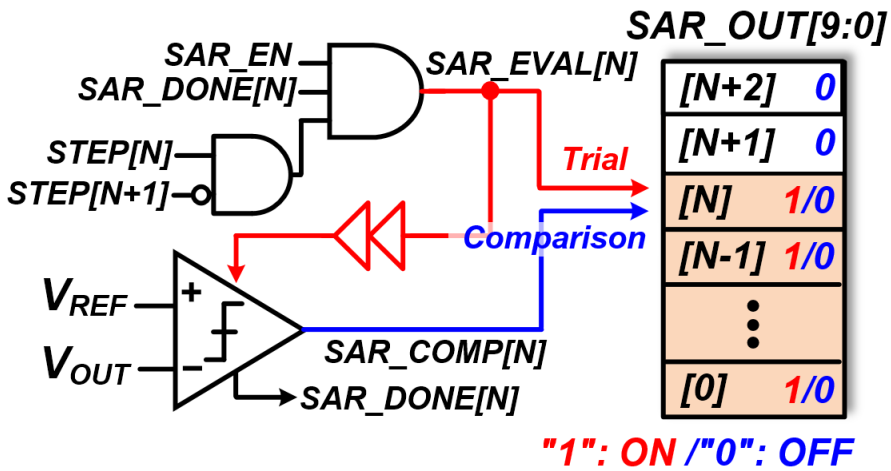 SAR_OUT[9:0]
SAR_EN
SAR_DONE[N]
SAR_EVAL[N]
STEP[N]
STEP[N+1]
Trial
Comparison
[N+2] 0
[N+1] 0
[N] 1/0
[N-1] 1/0
[0] 1/0
VREF
+
VOUT
−
SAR_COMP[N]
SAR_DONE[N]
"1": ON /"0": OFF